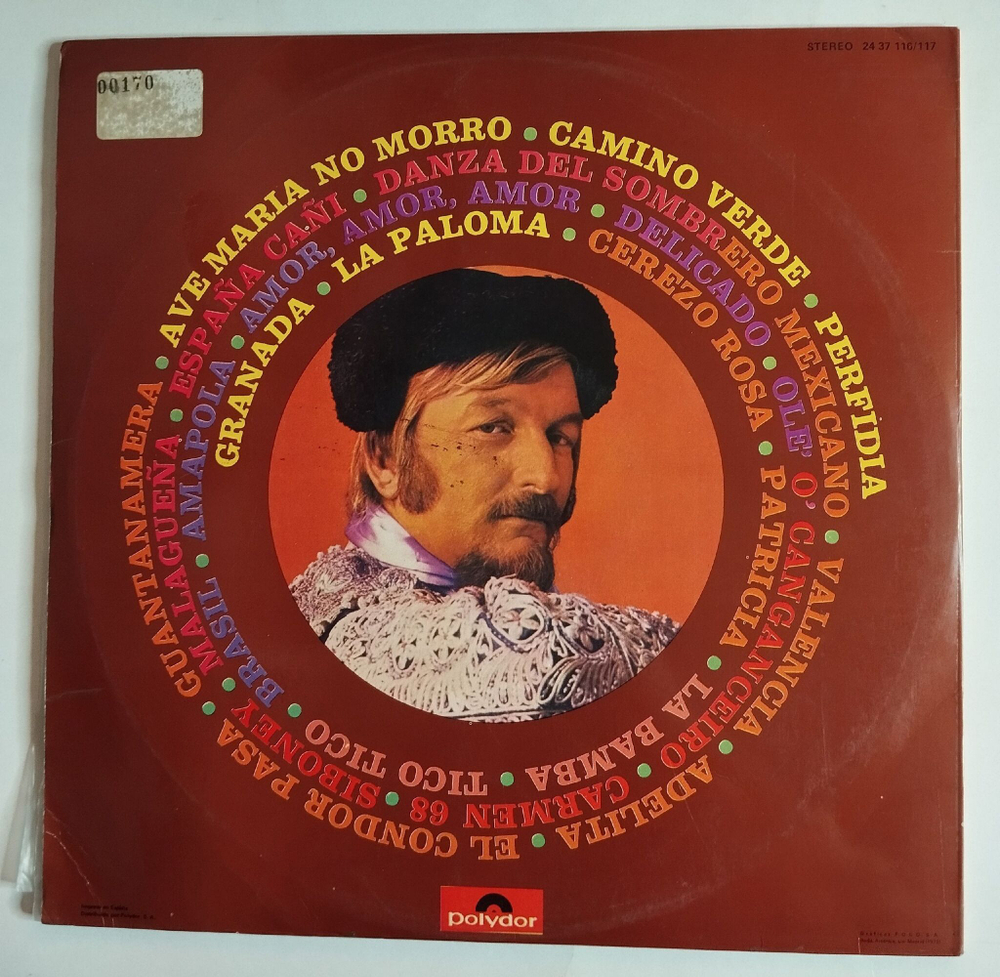 STEREO 24 37 116/117
00170
GRANADA • LA PALOMA • CEREZO ROSA • PATRICIA • LA BAMBA • TICO TICO • BRASIL • AMAPOLA • AMOR, AMOR, AMOR • DELICADO • OLE' O' CANGANCEIRO • CARMEN 68 • SIBONEY • MALAGUEÑA • ESPAÑA CAÑI • DANZA DEL SOMBRERO MEXICANO • VALENCIA • ADELITA • EL CONDOR PASA • GUANTANAMERA • AVE MARIA NO MORRO • CAMINO VERDE • PERFIDIA
polydor